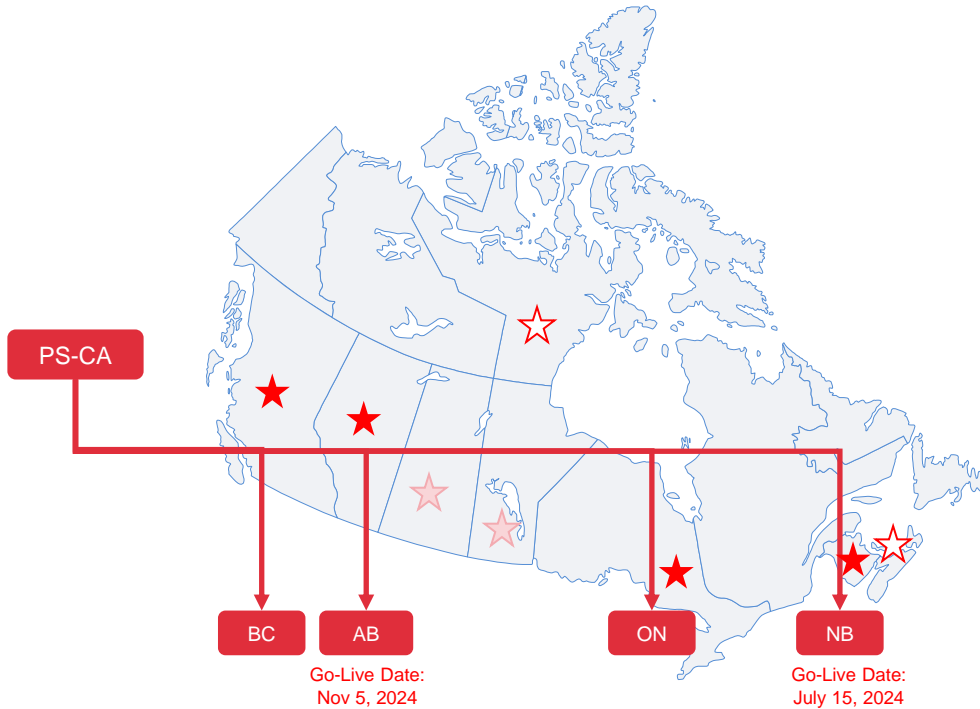 PS-CA
BC
AB
ON
NB
Go-Live Date:
Nov 5, 2024
Go-Live Date:
July 15, 2024